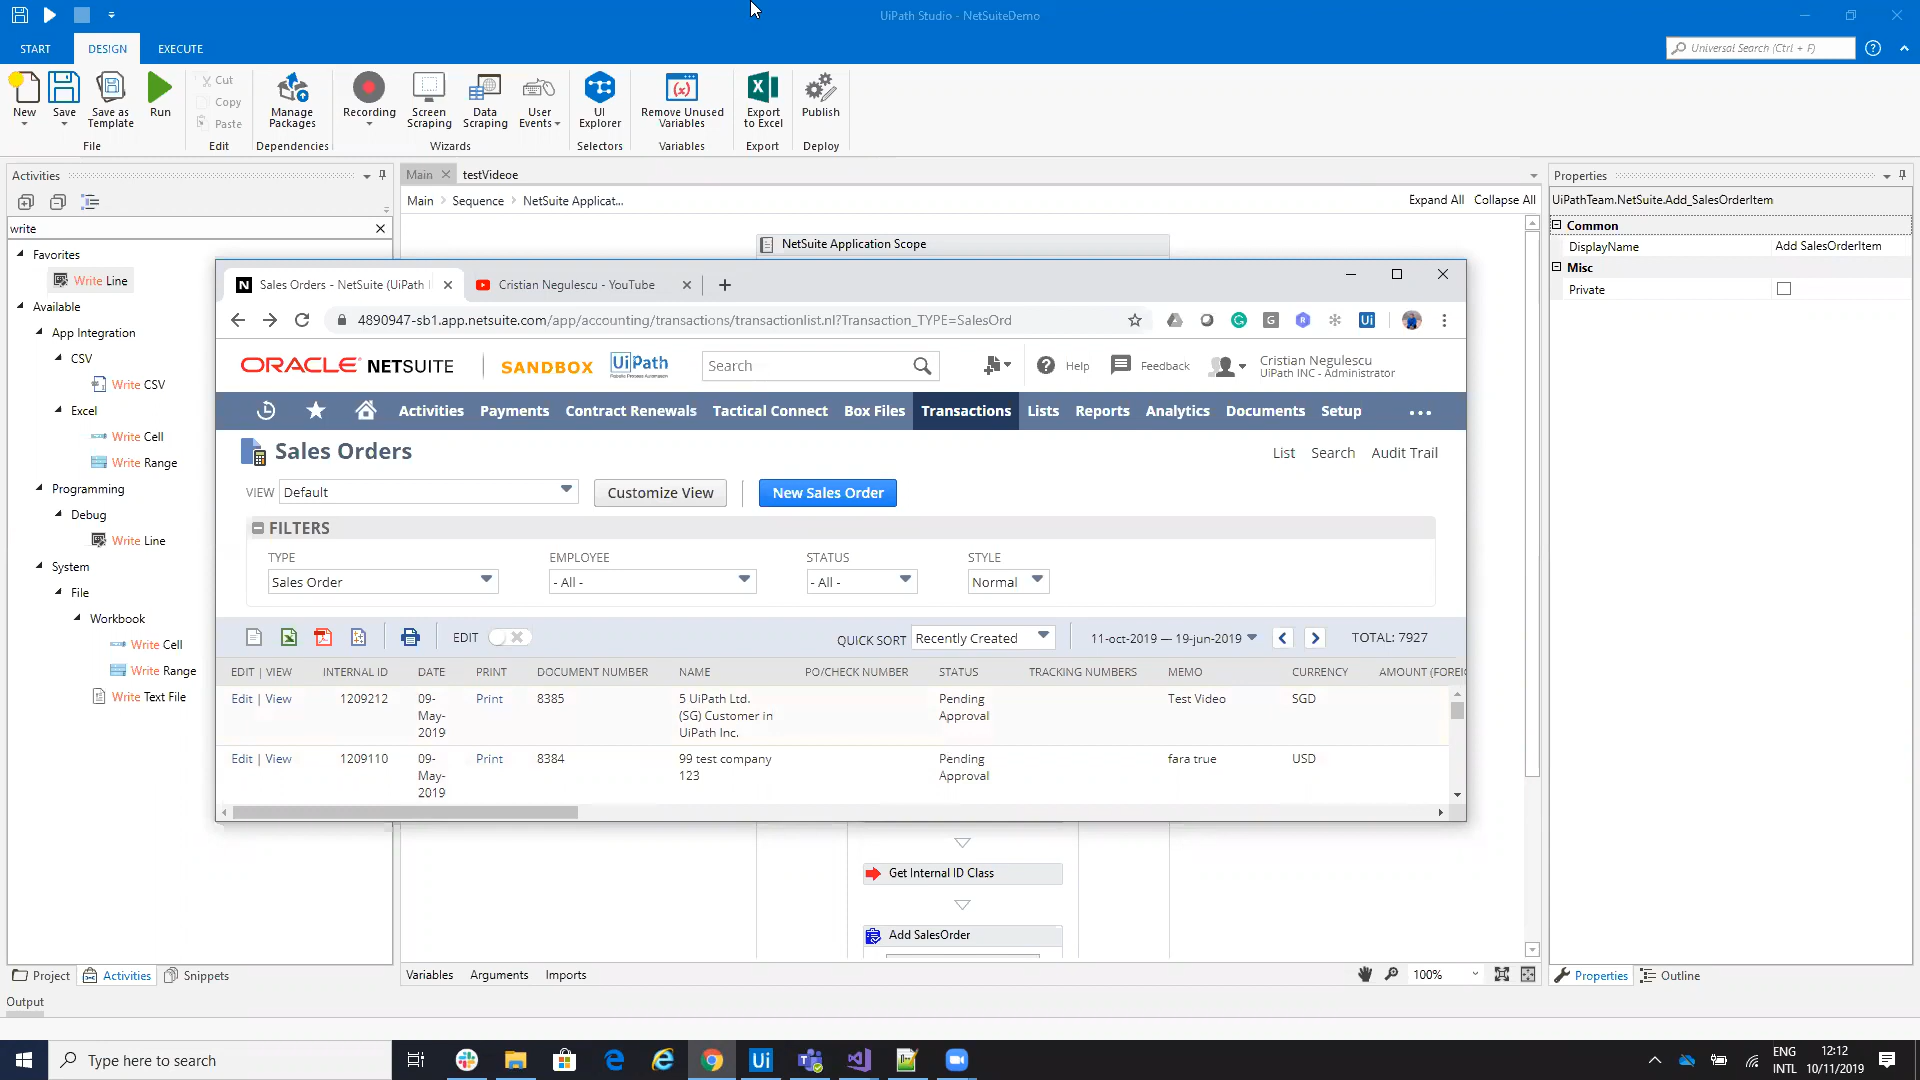 UiPath Studio - NetSuiteDemo
START DESIGN EXECUTE
Universal Search (Ctrl + F)
New Save Save as Template Run
Cut
Copy
Paste
Manage Packages
Recording
Screen Scraping
Data Scraping
User Events
UI Explorer
Remove Unused Variables
Export to Excel
Publish
File Edit Dependencies Wizards Selectors Variables Export Deploy
Activities
write
Favorites
Write Line
Available
App Integration
CSV
Write CSV
Excel
Write Cell
Write Range
Programming
Debug
Write Line
System
File
Workbook
Write Cell
Write Range
Write Text File
Project Activities Snippets
Output
Main testVideoe
Main Sequence NetSuite Applicat...
Expand All Collapse All
NetSuite Application Scope
Sales Orders - NetSuite (UiPath
Cristian Negulescu - YouTube
4890947-sb1.app.netsuite.com/app/accounting/transactions/transactionlist.nl?Transaction_TYPE=SalesOrd
ORACLE NETSUITE SANDBOX UiPath
Search
Help Feedback
Cristian Negulescu
UiPath INC - Administrator
Activities Payments Contract Renewals Tactical Connect Box Files Transactions Lists Reports Analytics Documents Setup
Sales Orders
List Search Audit Trail
VIEW Default Customize View New Sales Order
FILTERS
TYPE EMPLOYEE STATUS STYLE
Sales Order - All - - All - Normal
EDIT QUICK SORT Recently Created 11-oct-2019 — 19-jun-2019 TOTAL: 7927
EDIT | VIEW INTERNAL ID DATE PRINT DOCUMENT NUMBER NAME PO/CHECK NUMBER STATUS TRACKING NUMBERS MEMO CURRENCY AMOUNT (FOREI
Edit | View 1209212 09-May-2019 Print 8385 5 UiPath Ltd. (SG) Customer in UiPath Inc. Pending Approval Test Video SGD
Edit | View 1209110 09-May-2019 Print 8384 99 test company 123 Pending Approval fara true USD
Get Internal ID Class
Add SalesOrder
Variables Arguments Imports
100%
Properties
UiPathTeam.NetSuite.Add_SalesOrderItem
Common
DisplayName Add SalesOrderItem
Misc
Private
Properties Outline
Type here to search
ENG
INTL
12:12
10/11/2019